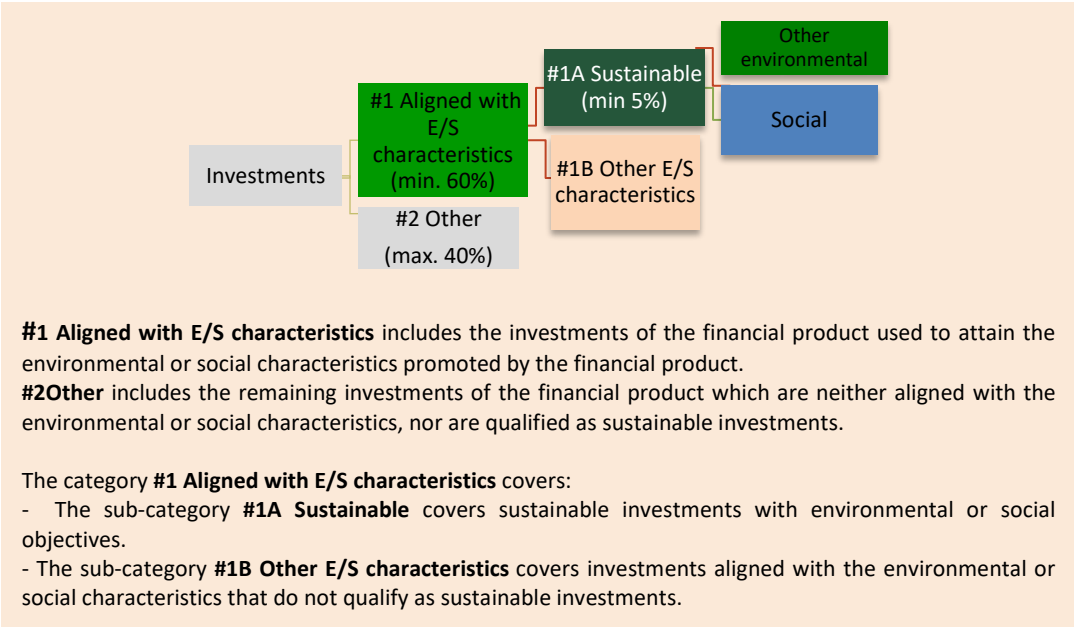 Other
environmental
#1A Sustainable
(min 5%)
Social
#1 Aligned with
E/S
characteristics
(min. 60%)
#1B Other E/S
characteristics
Investments
#2 Other
(max. 40%)
#1 Aligned with E/S characteristics includes the investments of the financial product used to attain the
environmental or social characteristics promoted by the financial product.
#2Other includes the remaining investments of the financial product which are neither aligned with the
environmental or social characteristics, nor are qualified as sustainable investments.
The category #1 Aligned with E/S characteristics covers:
- The sub-category #1A Sustainable covers sustainable investments with environmental or social
objectives.
- The sub-category #1B Other E/S characteristics covers investments aligned with the environmental or
social characteristics that do not qualify as sustainable investments.